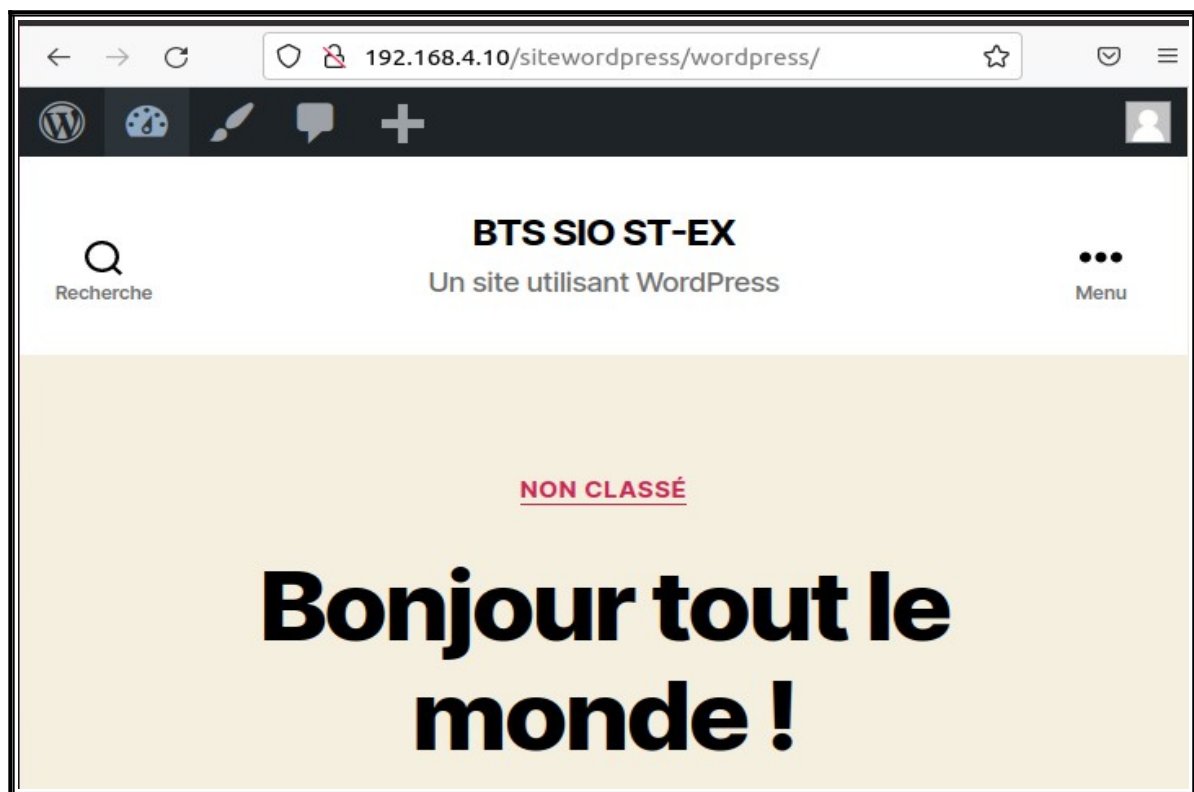 192.168.4.10/sitewordpress/wordpress/
BTS SIO ST-EX
Recherche
Un site utilisant WordPress
Menu
NON CLASSÉ
Bonjour tout le
monde !